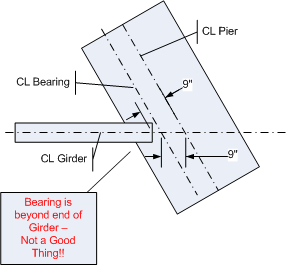 CL Pier
CL Bearing
9"
9"
CL Girder
Bearing is
beyond end of
Girder –
Not a Good
Thing!!